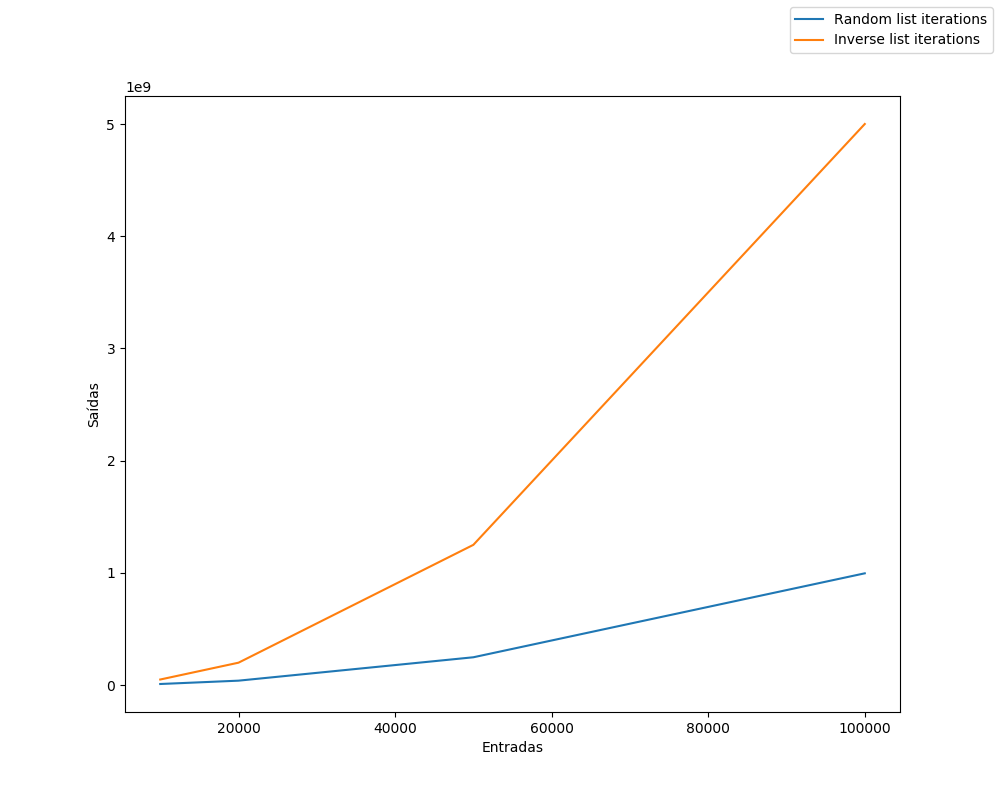 Random list iterations
Inverse list iterations
1e9
5
4
3
2
1
0
Saídas
20000 40000 60000 80000 100000
Entradas